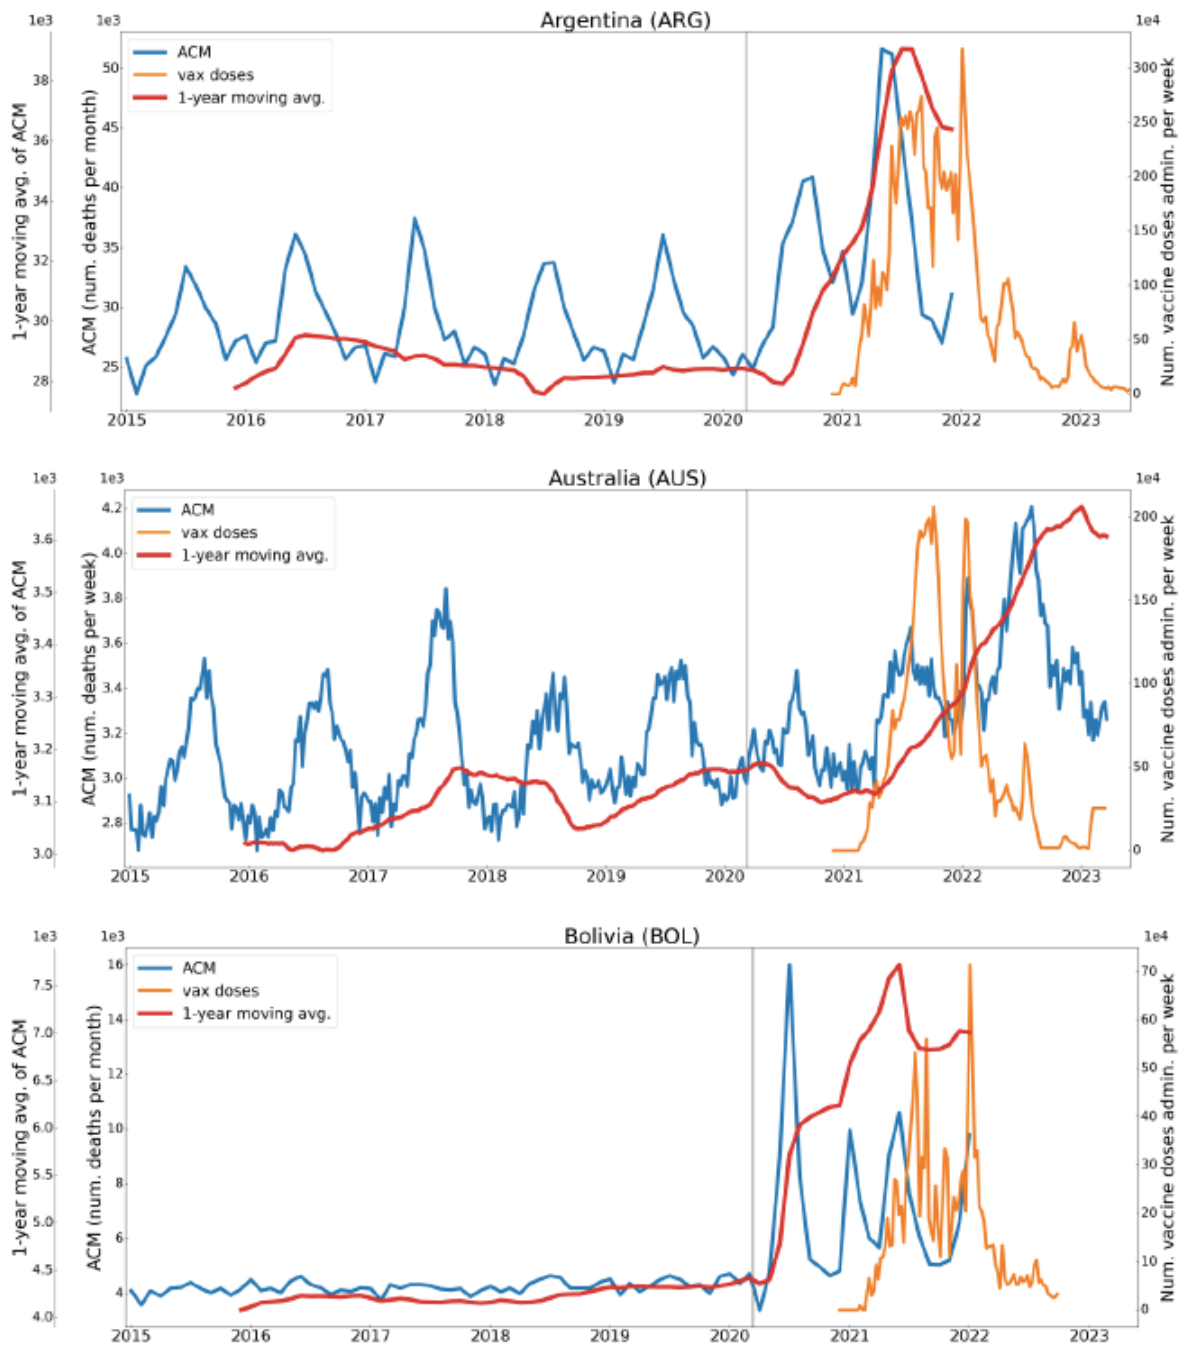 Argentina (ARG)
1e3
1e3
1e4
ACM
vax doses
1-year moving avg.
38
36
34
32
30
28
1-year moving avg. of ACM
50
45
40
35
30
25
ACM (num. deaths per month)
300
250
200
150
100
50
0
Num. vaccine doses admin. per week
2015 2016 2017 2018 2019 2020 2021 2022 2023
Australia (AUS)
1e3
1e3
1e4
ACM
vax doses
1-year moving avg.
3.6
3.5
3.4
3.3
3.2
3.1
3.0
1-year moving avg. of ACM
4.2
4.0
3.8
3.6
3.4
3.2
3.0
2.8
ACM (num. deaths per week)
200
150
100
50
0
Num. vaccine doses admin. per week
2015 2016 2017 2018 2019 2020 2021 2022 2023
Bolivia (BOL)
1e3
1e3
1e4
ACM
vax doses
1-year moving avg.
7.5
7.0
6.5
6.0
5.5
5.0
4.5
4.0
1-year moving avg. of ACM
16
14
12
10
8
6
4
ACM (num. deaths per month)
70
60
50
40
30
20
10
0
Num. vaccine doses admin. per week
2015 2016 2017 2018 2019 2020 2021 2022 2023